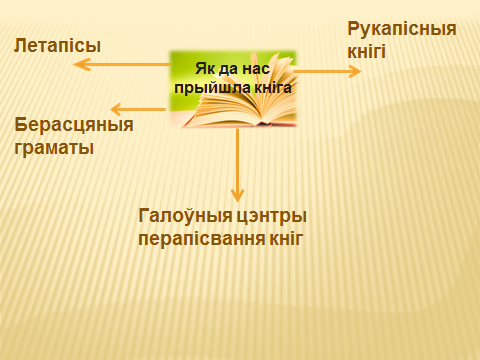 Летапісы
Як да нас
прыйшла кніга
Рукапісныя
кнігі
Берасцяныя
граматы
Галоўныя цэнтры
перапісвання кніг